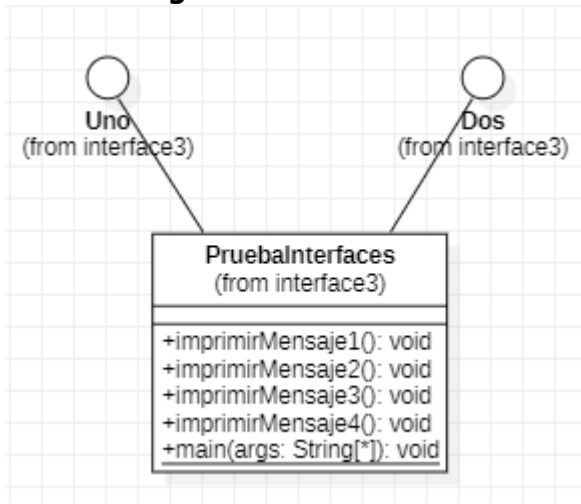 Uno
(from interface3)
Dos
(from interface3)
PruebaInterfaces
(from interface3)
+imprimirMensaje1(): void
+imprimirMensaje2(): void
+imprimirMensaje3(): void
+imprimirMensaje4(): void
+main(args: String[*]): void